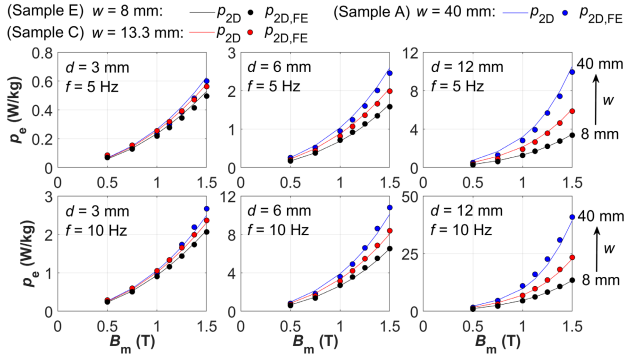 (Sample E) w = 8 mm: p2D p2D,FE (Sample A) w = 40 mm: p2D p2D,FE
(Sample C) w = 13.3 mm: p2D p2D,FE
0.8
0.6
0.4
0.2
0
pe (W/kg)
d = 3 mm
f = 5 Hz
0 0.5 1 1.5
3
2
1
0
d = 6 mm
f = 5 Hz
0 0.5 1 1.5
12
8
4
0
d = 12 mm
f = 5 Hz
0 0.5 1 1.5
40 mm
w
8 mm
3
2
1
0
pe (W/kg)
d = 3 mm
f = 10 Hz
0 0.5 1 1.5
Bm (T)
12
8
4
0
d = 6 mm
f = 10 Hz
0 0.5 1 1.5
Bm (T)
50
25
0
d = 12 mm
f = 10 Hz
0 0.5 1 1.5
Bm (T)
40 mm
w
8 mm